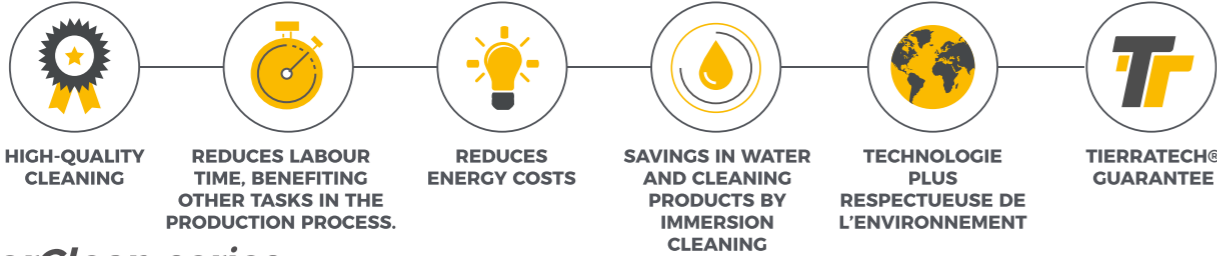 HIGH-QUALITY
CLEANING
REDUCES LABOUR
TIME, BENEFITING
OTHER TASKS IN THE
PRODUCTION PROCESS.
REDUCES
ENERGY COSTS
SAVINGS IN WATER
AND CLEANING
PRODUCTS BY
IMMERSION
CLEANING
TECHNOLOGIE
PLUS
RESPECTUEUSE DE
L'ENVIRONNEMENT
TIERRATECH®
GUARANTEE